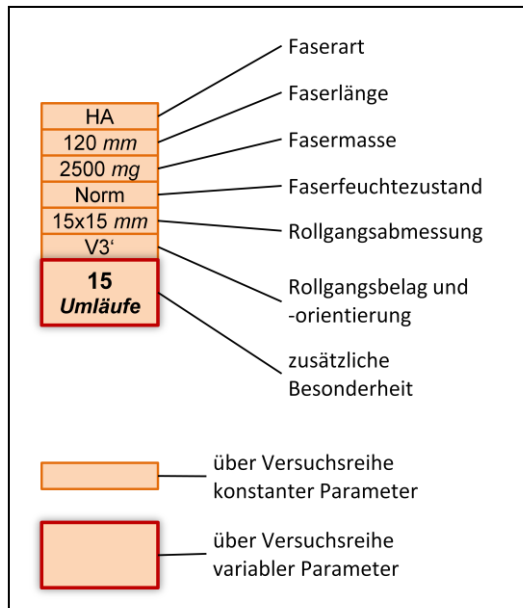 HA
120 mm
2500 mg
Norm
15x15 mm
V3‘
15
Umläufe
Faserart
Faserlänge
Fasermasse
Faserfeuchtezustand
Rollgangsabmessung
Rollgangsbelag und
-orientierung
zusätzliche
Besonderheit
über Versuchsreihe
konstanter Parameter
über Versuchsreihe
variabler Parameter